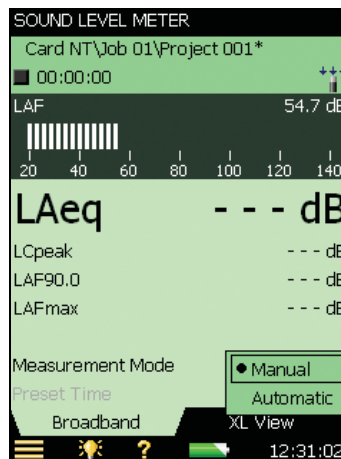 SOUND LEVEL METER
Card NT\Job 01\Project 001*
00:00:00
LAF 54.7 dB
20 40 60 80 100 120 140
LAeq - - - dB
LCpeak - - - dB
LAF90.0 - - - dB
LAFmax - - - dB
Measurement Mode Manual
Preset Time Automatic
Broadband XL View
? 12:31:02